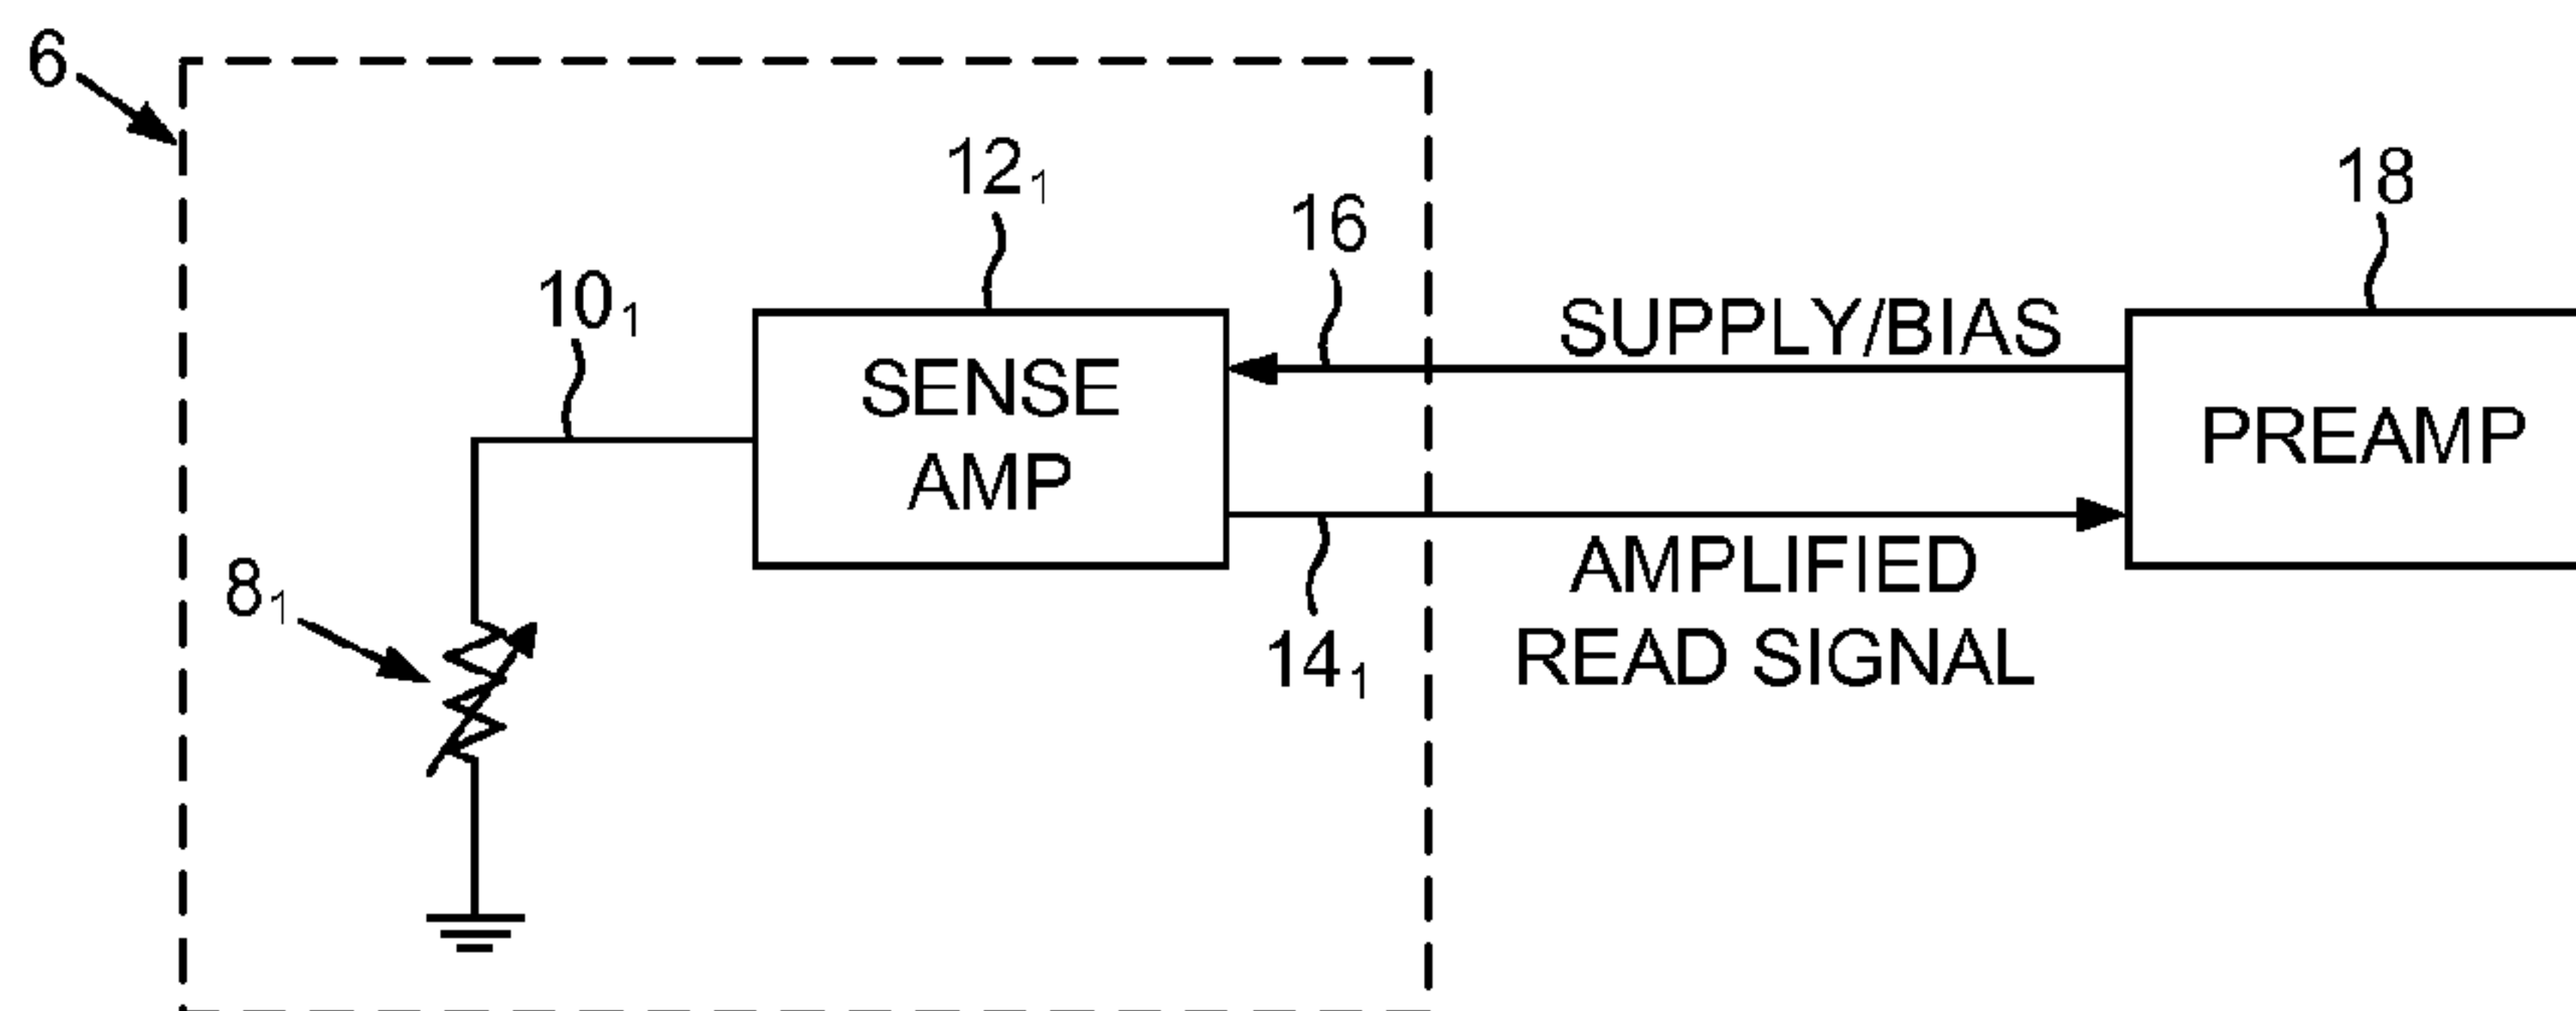 6
12₁
18
16
10₁
SUPPLY/BIAS
SENSE
AMP
PREAMP
AMPLIFIED
READ SIGNAL
14₁
8₁